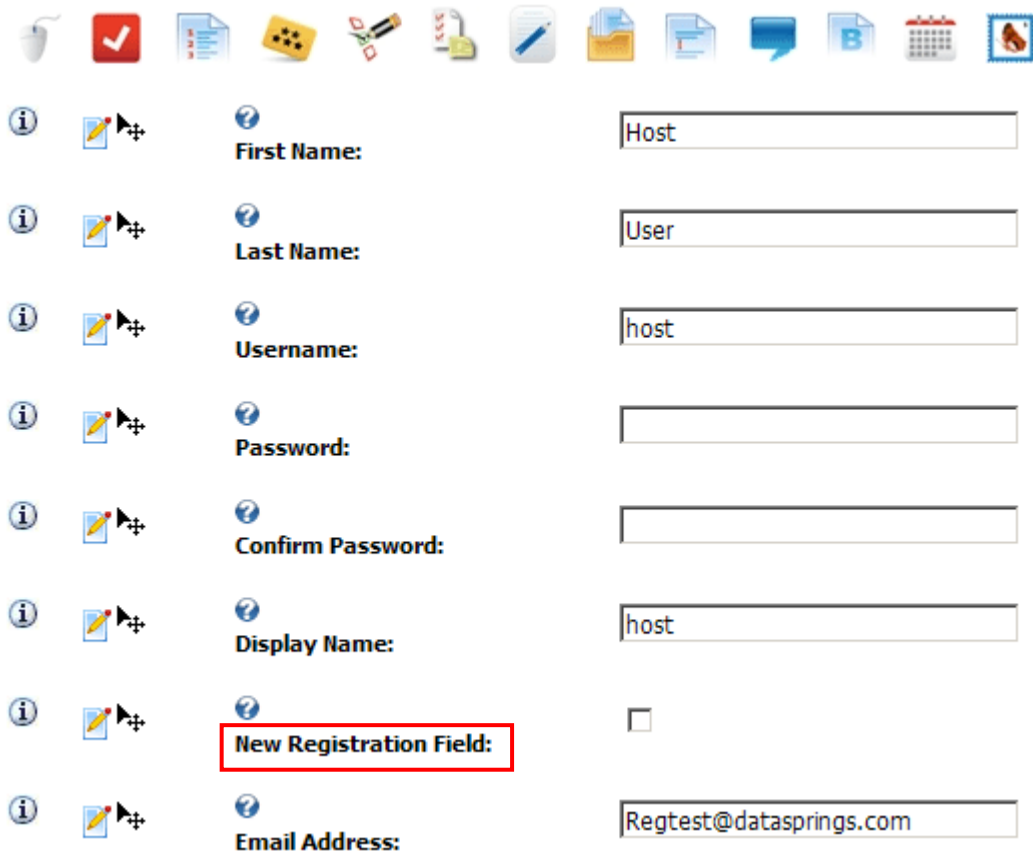 B
First Name:
Host
Last Name:
User
Username:
host
Password:
Confirm Password:
Display Name:
host
New Registration Field:
Email Address:
Regtest@datasprings.com